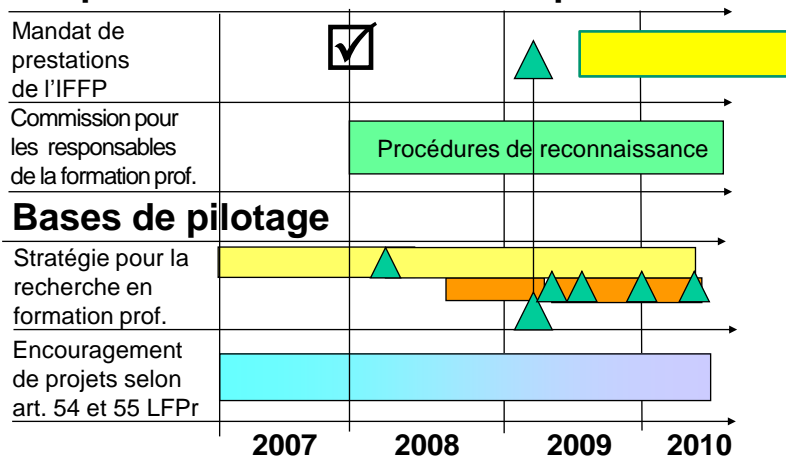 Mandat de
prestations
de l'IFFP
Commission pour
les responsables
de la formation prof.
Procédures de reconnaissance
Bases de pilotage
Stratégie pour la
recherche en
formation prof.
Encouragement
de projets selon
art. 54 et 55 LFPr
2007 2008 2009 2010